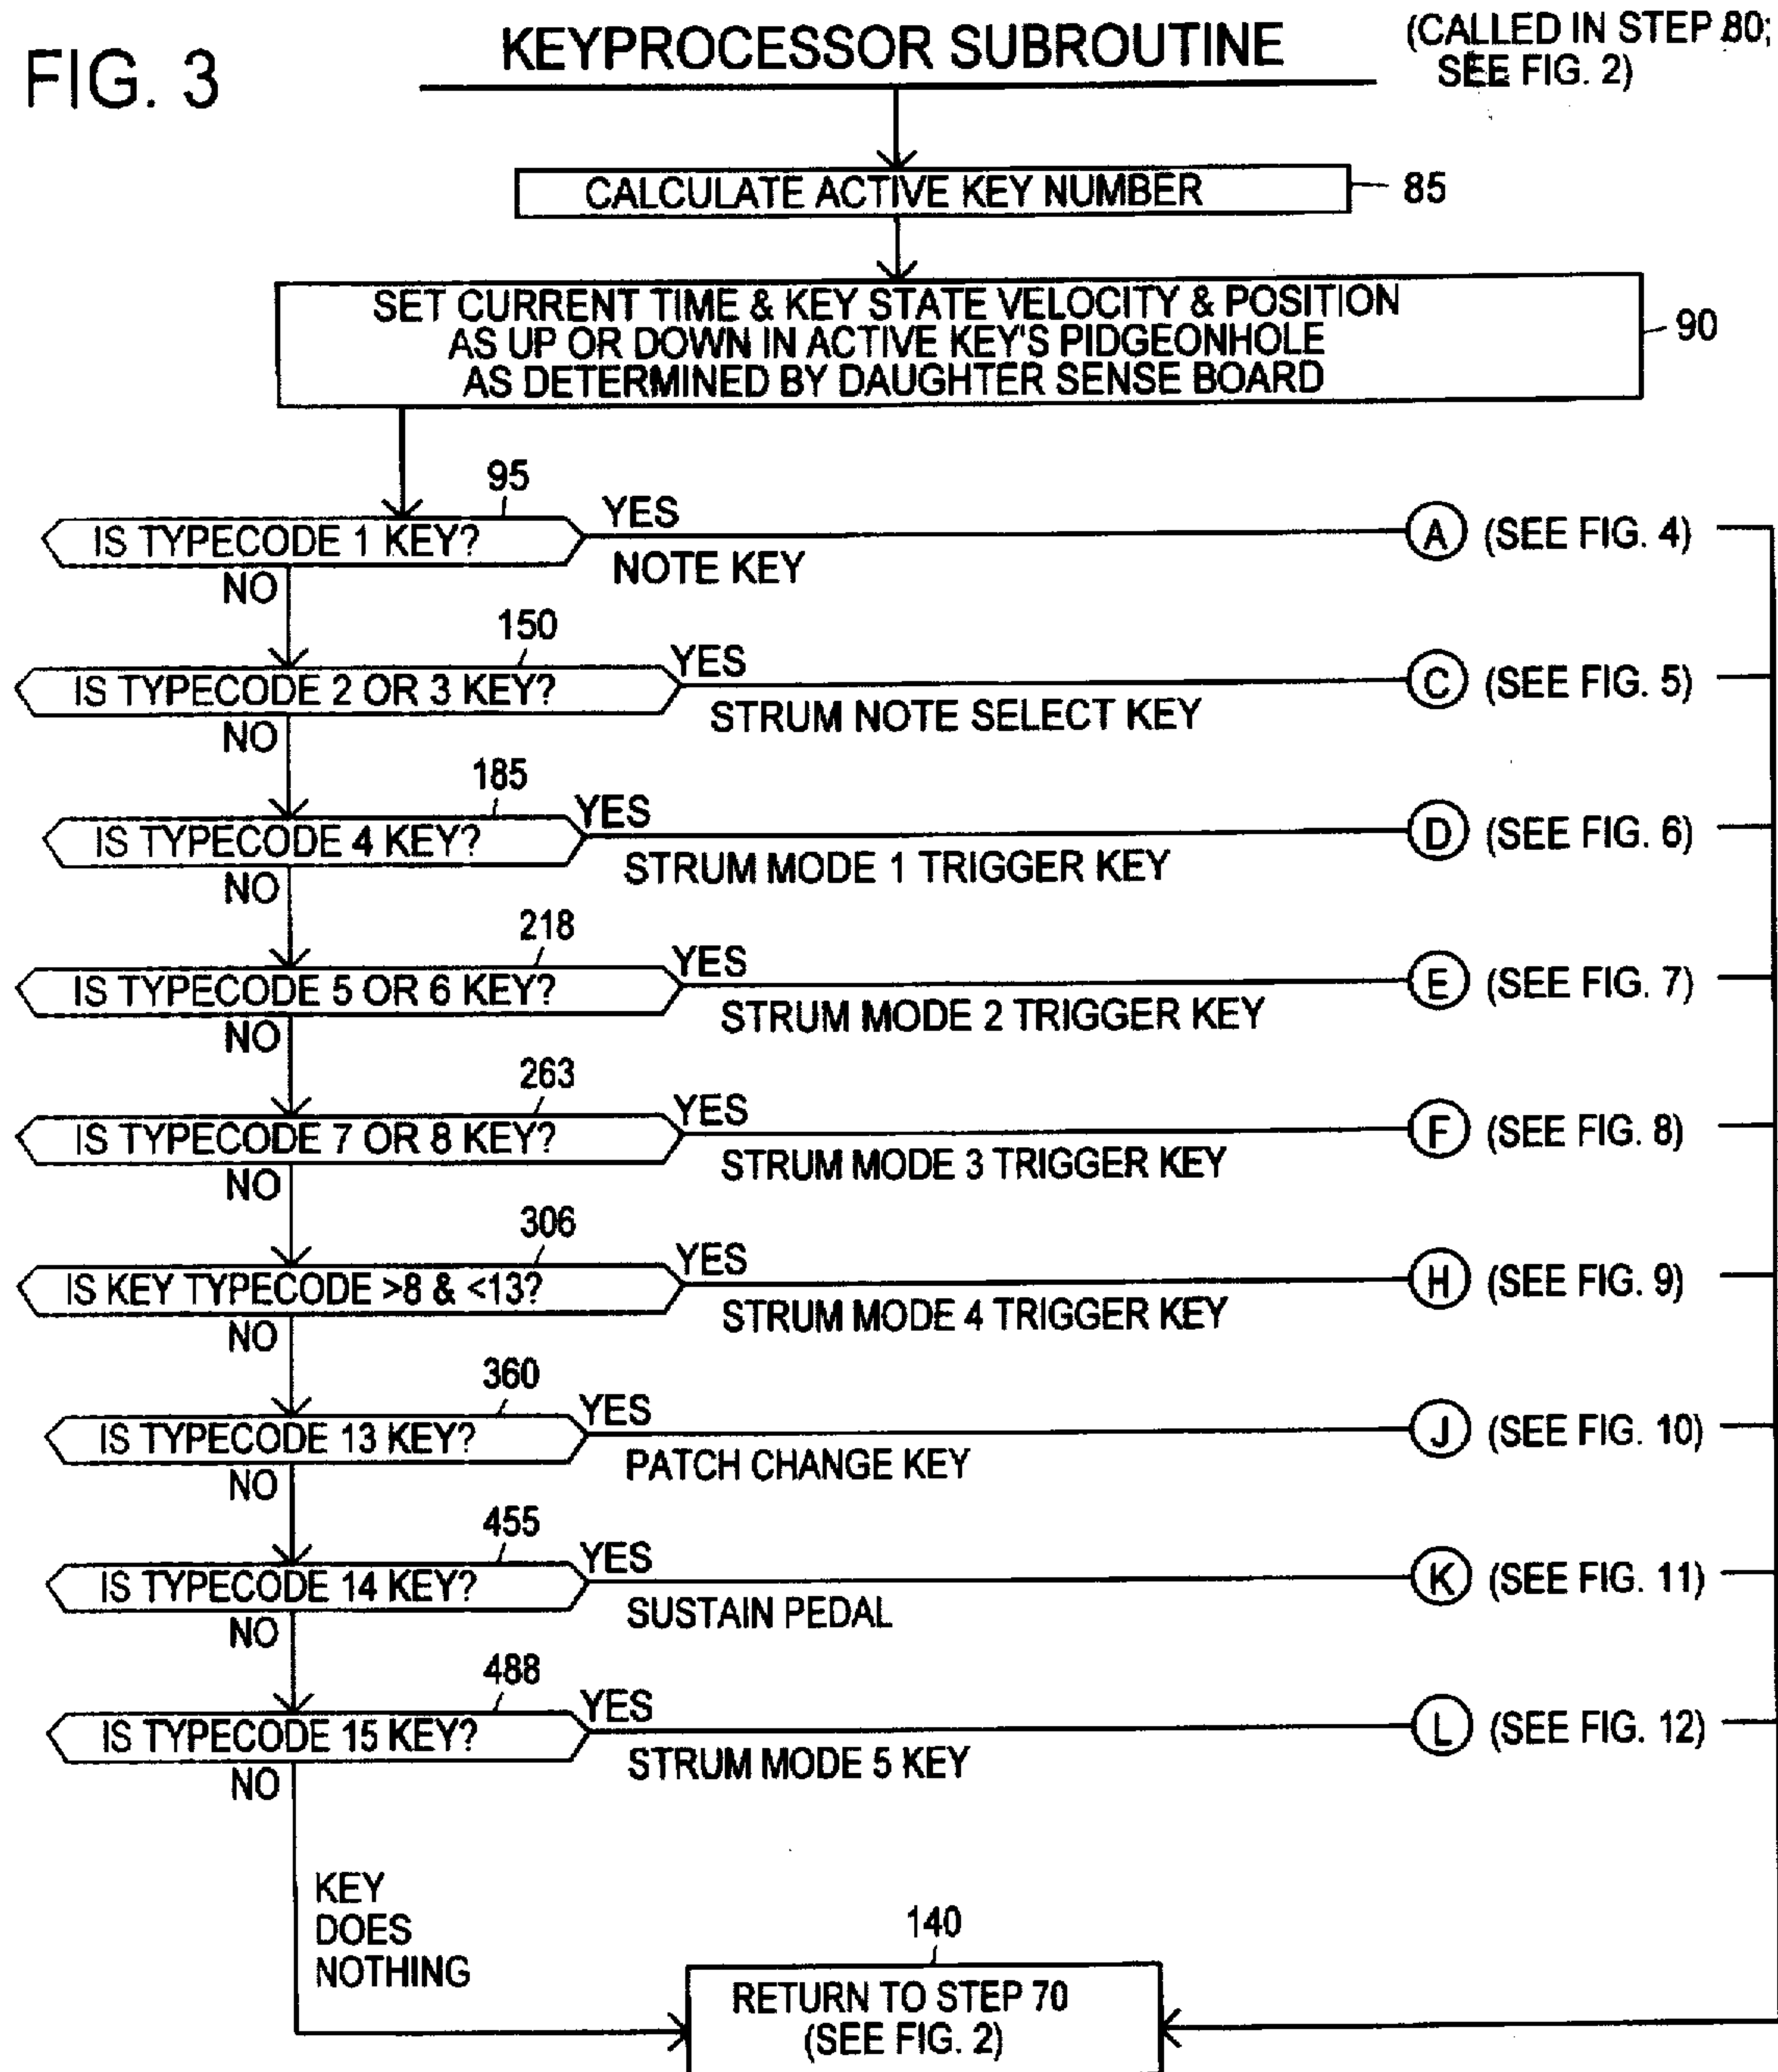 FIG. 3
KEYPROCESSOR SUBROUTINE
(CALLED IN STEP 80;
SEE FIG. 2)
CALCULATE ACTIVE KEY NUMBER
85
SET CURRENT TIME & KEY STATE VELOCITY & POSITION
AS UP OR DOWN IN ACTIVE KEY'S PIDGEONHOLE
AS DETERMINED BY DAUGHTER SENSE BOARD
90
95
IS TYPECODE 1 KEY?
YES
NOTE KEY
A (SEE FIG. 4)
NO
150
IS TYPECODE 2 OR 3 KEY?
YES
STRUM NOTE SELECT KEY
C (SEE FIG. 5)
NO
185
IS TYPECODE 4 KEY?
YES
STRUM MODE 1 TRIGGER KEY
D (SEE FIG. 6)
NO
218
IS TYPECODE 5 OR 6 KEY?
YES
STRUM MODE 2 TRIGGER KEY
E (SEE FIG. 7)
NO
263
IS TYPECODE 7 OR 8 KEY?
YES
STRUM MODE 3 TRIGGER KEY
F (SEE FIG. 8)
NO
306
IS KEY TYPECODE >8 & <13?
YES
STRUM MODE 4 TRIGGER KEY
H (SEE FIG. 9)
NO
360
IS TYPECODE 13 KEY?
YES
PATCH CHANGE KEY
J (SEE FIG. 10)
NO
455
IS TYPECODE 14 KEY?
YES
SUSTAIN PEDAL
K (SEE FIG. 11)
NO
488
IS TYPECODE 15 KEY?
YES
STRUM MODE 5 KEY
L (SEE FIG. 12)
NO
KEY
DOES
NOTHING
140
RETURN TO STEP 70
(SEE FIG. 2)